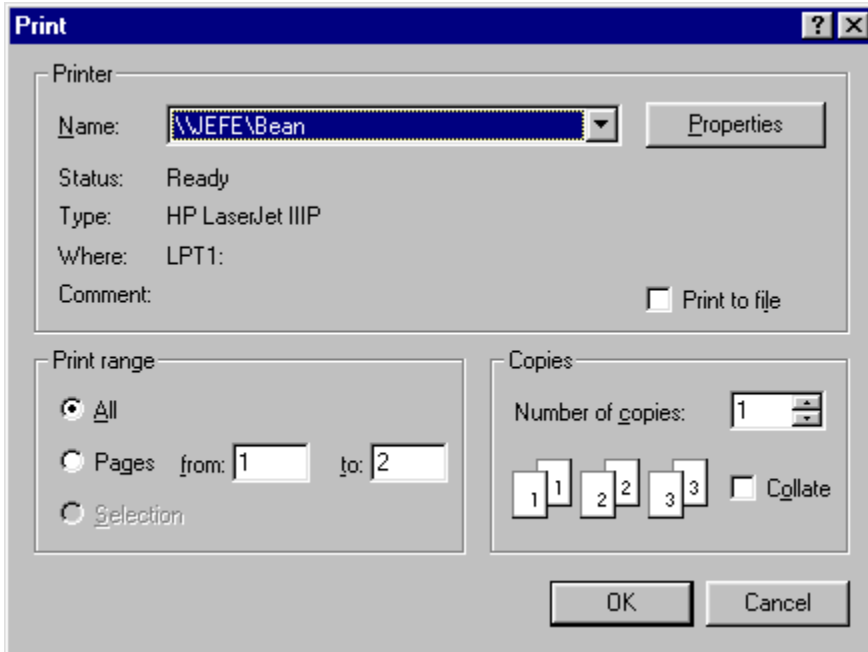 Print
Printer
Name: \\JEFE\Bean
Properties
Status: Ready
Type: HP LaserJet IIIP
Where: LPT1:
Comment:
Print to file
Print range
All
Pages from: 1 to: 2
Selection
Copies
Number of copies: 1
1 1 2 2 3 3
Collate
OK Cancel